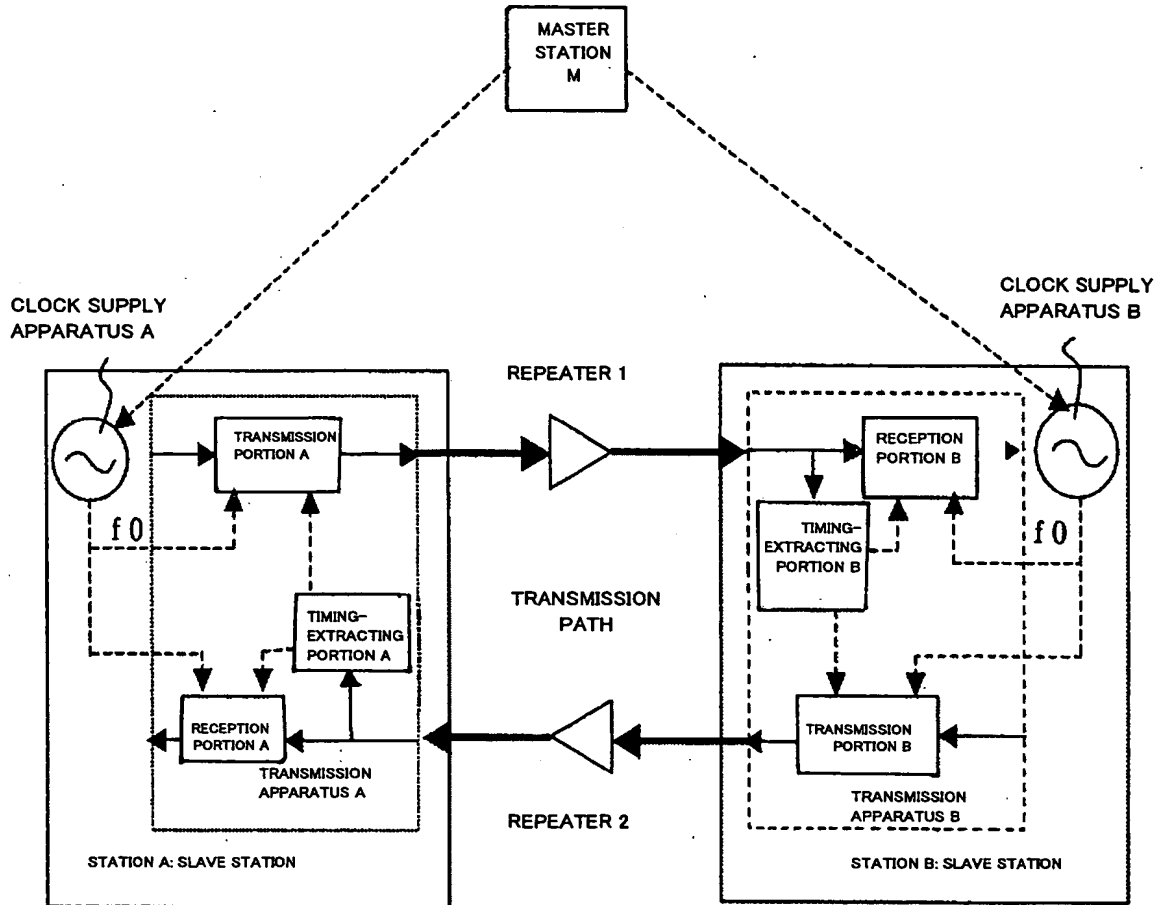 MASTER
STATION
M
CLOCK SUPPLY
APPARATUS A
CLOCK SUPPLY
APPARATUS B
REPEATER 1
TRANSMISSION
PORTION A
RECEPTION
PORTION B
f0
f0
TIMING-
EXTRACTING
PORTION B
TRANSMISSION
PATH
TIMING-
EXTRACTING
PORTION A
RECEPTION
PORTION A
TRANSMISSION
PORTION B
TRANSMISSION
APPARATUS A
TRANSMISSION
APPARATUS B
REPEATER 2
STATION A: SLAVE STATION
STATION B: SLAVE STATION